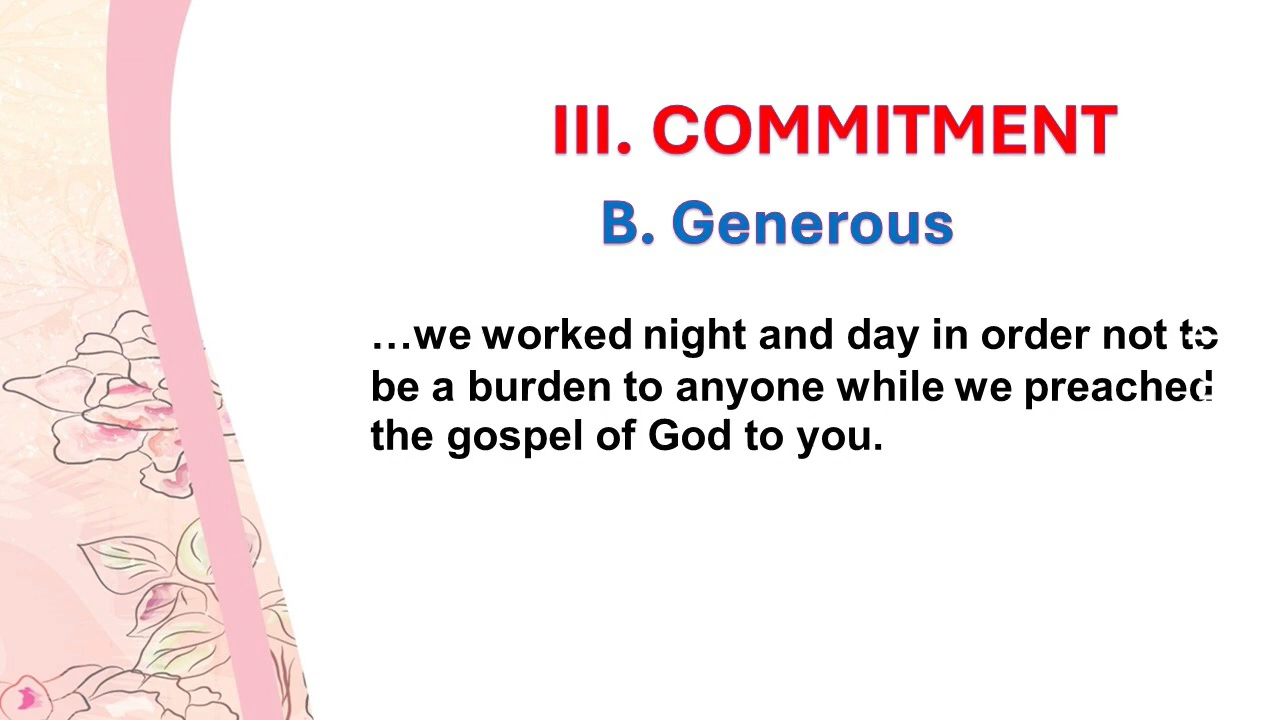 III. COMMITMENT
B. Generous
…we worked night and day in order not to
be a burden to anyone while we preached
the gospel of God to you.